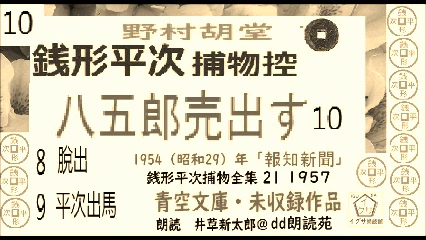 10
野村胡堂
銭形平次 捕物控
八五郎売出す 10
8 脱出
1954（昭和29）年「報知新聞」
銭形平次捕物全集 21 1957
9 平次出馬
青空文庫・未収録作品
朗読 井草新太郎@dd朗読苑